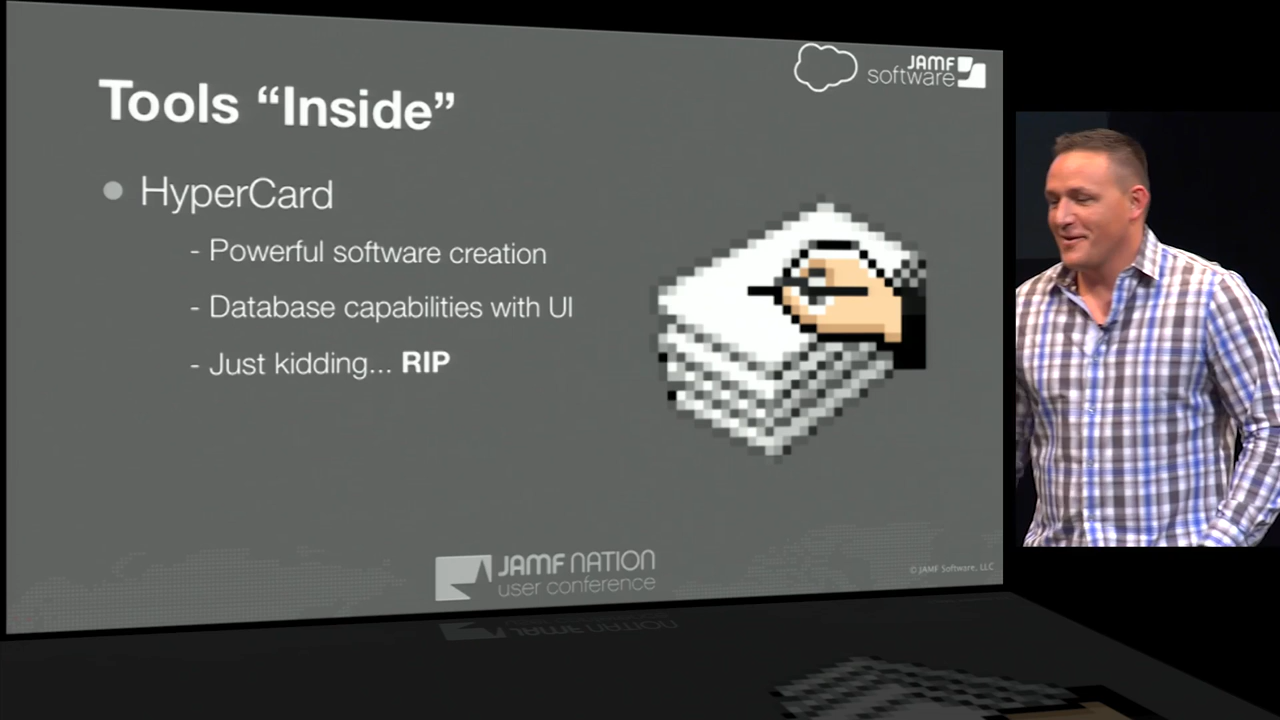 JAMF
software
Tools “Inside”
HyperCard
- Powerful software creation
- Database capabilities with UI
- Just kidding... RIP
JAMF NATION
user conference
© JAMF Software, LLC